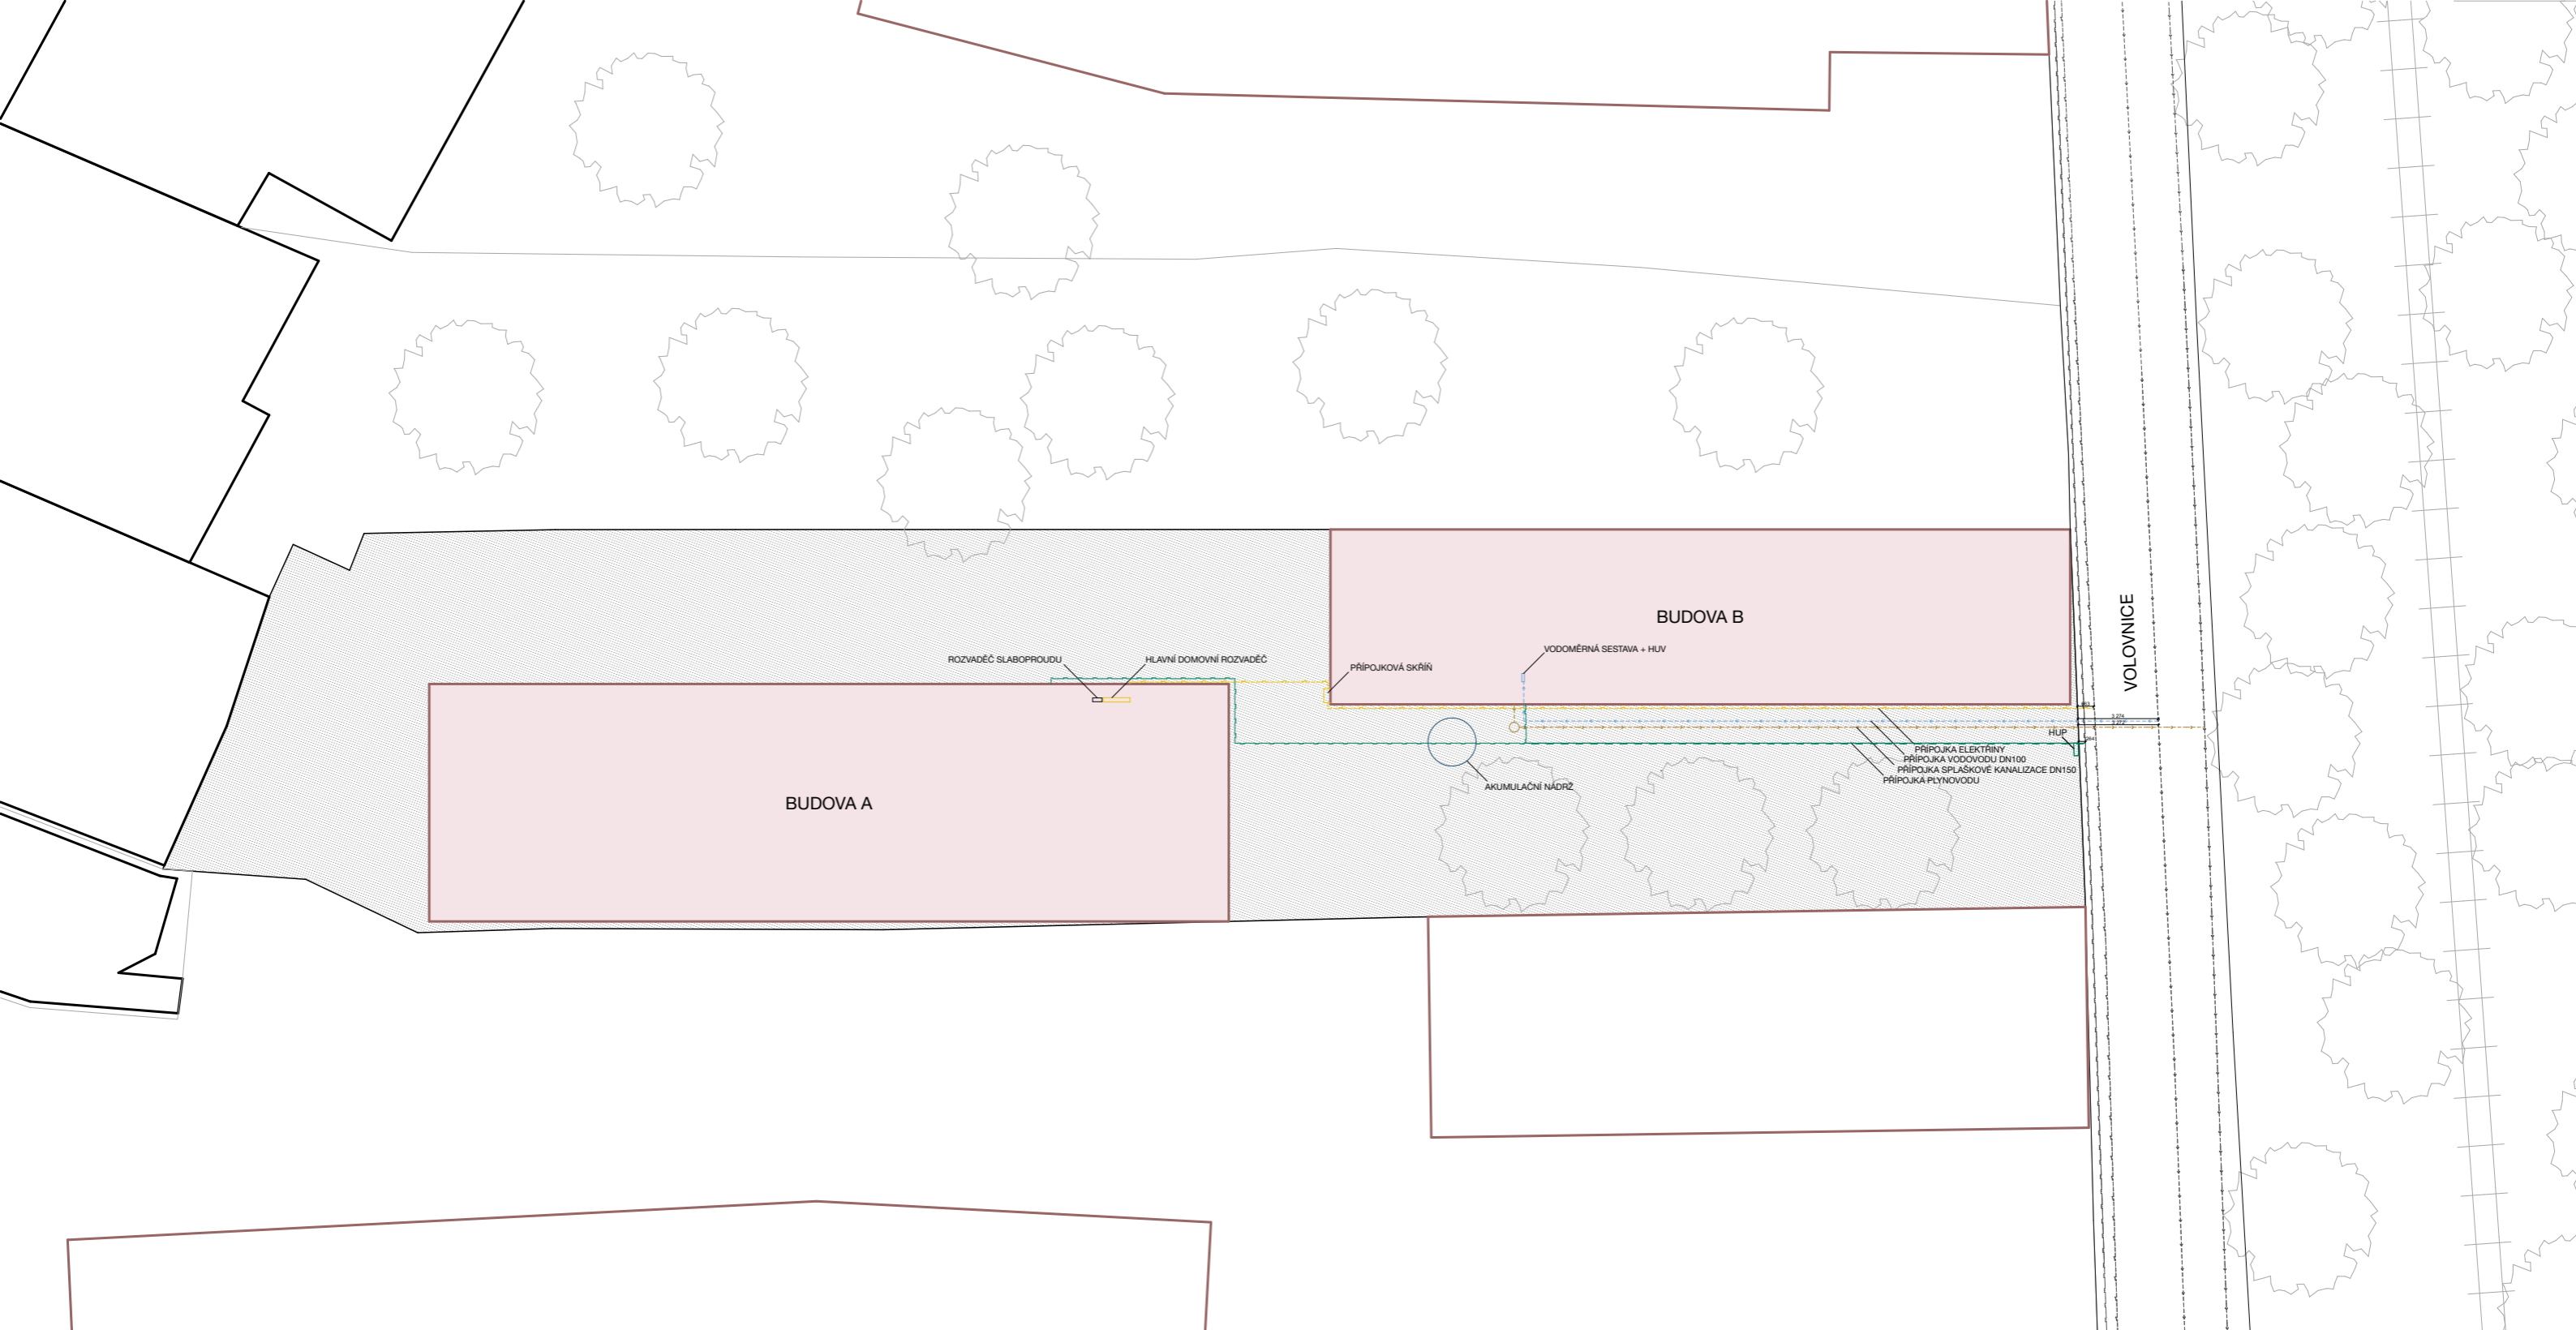 BUDOVA B
VOLOVNICE
VODOMĚRNÁ SESTAVA + HUV
ROZVADĚČ SLABOPROUDU
HLAVNÍ DOMOVNÍ ROZVADĚČ
PŘÍPOJKOVÁ SKŘÍŇ
HUP
PŘÍPOJKA ELEKTŘINY
PŘÍPOJKA VODOVODU DN100
PŘÍPOJKA SPLAŠKOVÉ KANALIZACE DN150
PŘÍPOJKA PLYNOVODU
AKUMULAČNÍ NÁDRŽ
BUDOVA A